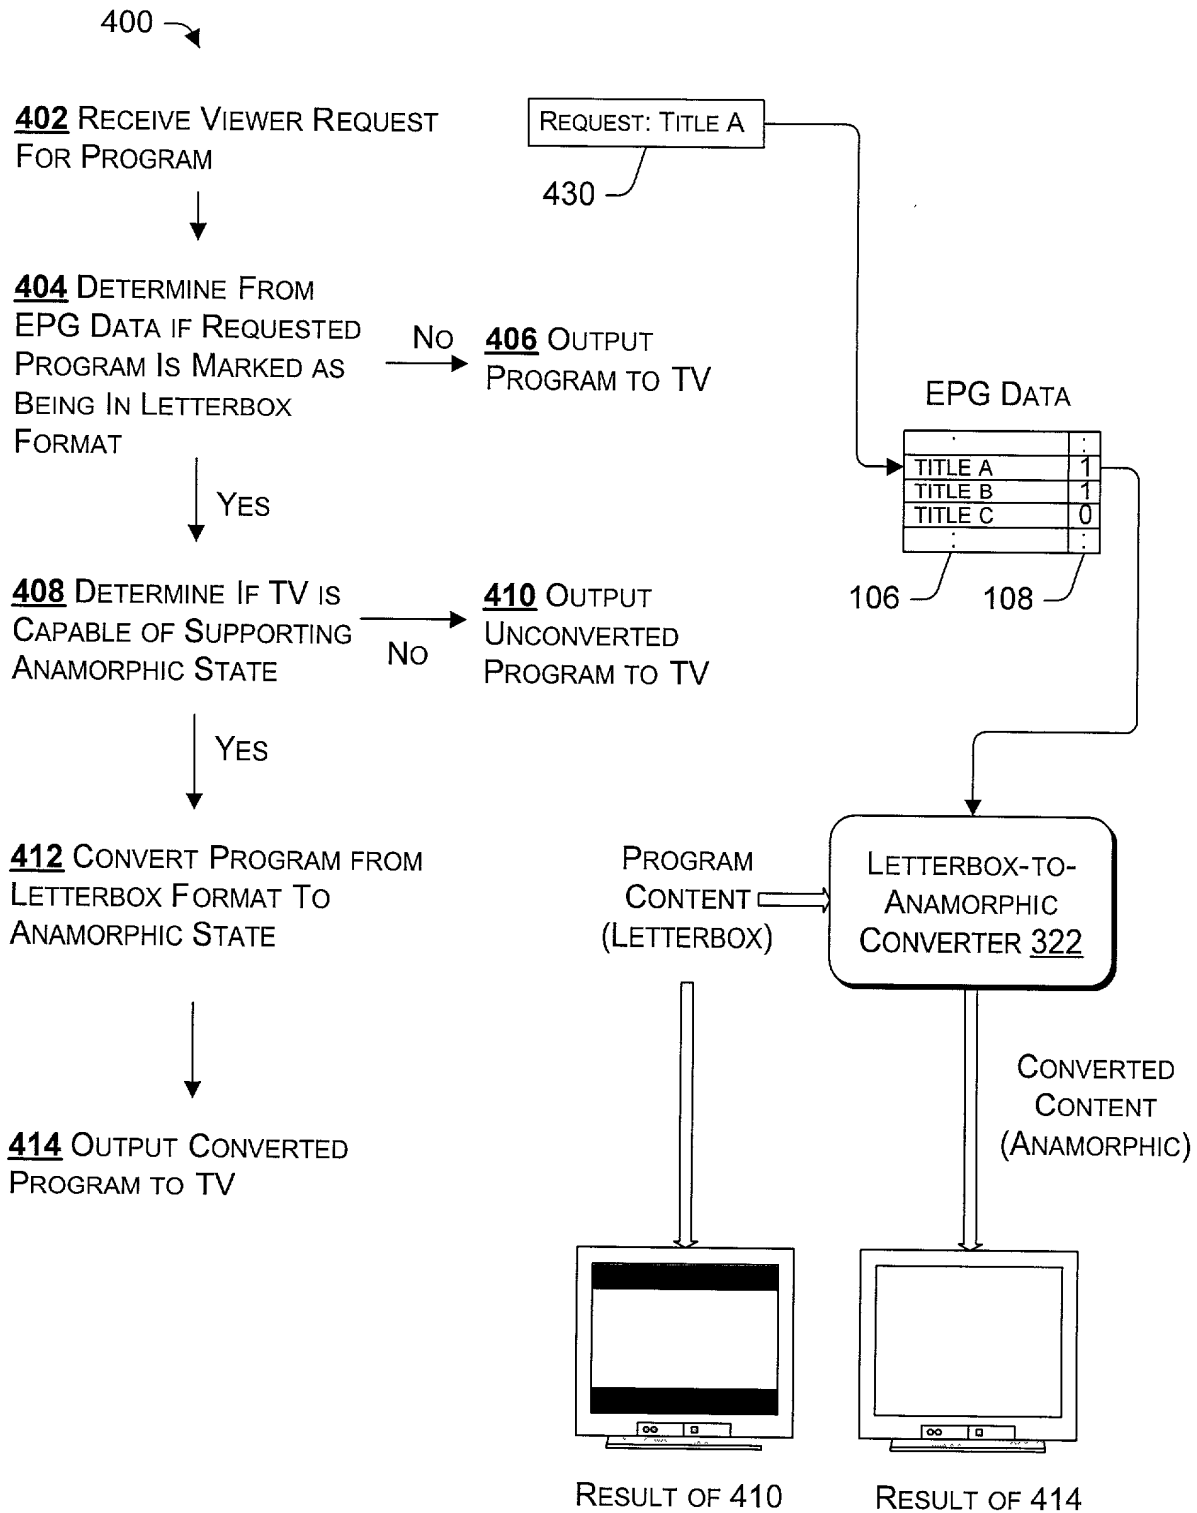 400
402 RECEIVE VIEWER REQUEST
FOR PROGRAM
REQUEST: TITLE A
430
404 DETERMINE FROM
EPG DATA IF REQUESTED
PROGRAM IS MARKED AS
BEING IN LETTERBOX
FORMAT
NO
406 OUTPUT
PROGRAM TO TV
EPG DATA
TITLE A 1
TITLE B 1
TITLE C 0
106
108
YES
408 DETERMINE IF TV IS
CAPABLE OF SUPPORTING
ANAMORPHIC STATE
NO
410 OUTPUT
UNCONVERTED
PROGRAM TO TV
YES
412 CONVERT PROGRAM FROM
LETTERBOX FORMAT TO
ANAMORPHIC STATE
PROGRAM
CONTENT
(LETTERBOX)
LETTERBOX-TO-
ANAMORPHIC
CONVERTER 322
CONVERTED
CONTENT
(ANAMORPHIC)
414 OUTPUT CONVERTED
PROGRAM TO TV
RESULT OF 410
RESULT OF 414